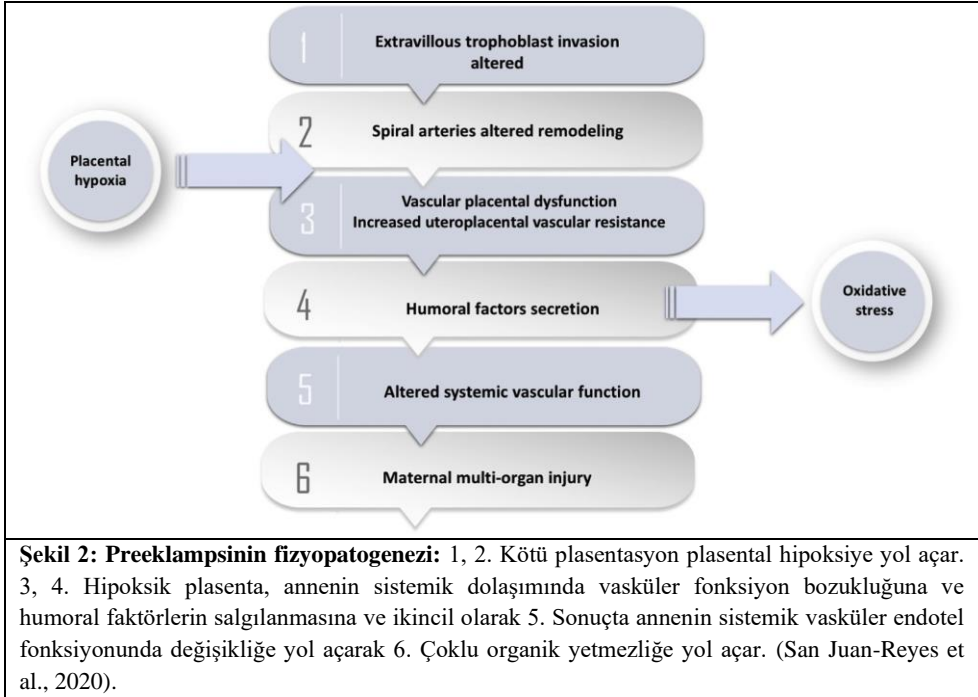 1
Extravillous trophoblast invasion
altered
2
Spiral arteries altered remodeling
Placental
hypoxia
3
Vascular placental dysfunction
Increased uteroplacental vascular resistance
4
Humoral factors secretion
Oxidative
stress
5
Altered systemic vascular function
6
Maternal multi-organ injury
Şekil 2: Preeklampsinin fizyopatogenezi: 1, 2. Kötü plasentasyon plasental hipoksiye yol açar.
3, 4. Hipoksik plasenta, annenin sistemik dolaşımında vasküler fonksiyon bozukluğuna ve
humoral faktörlerin salgılanmasına ve ikincil olarak 5. Sonuçta annenin sistemik vasküler endotel
fonksiyonunda değişikliğe yol açarak 6. Çoklu organik yetmezliğe yol açar. (San Juan-Reyes et
al., 2020).